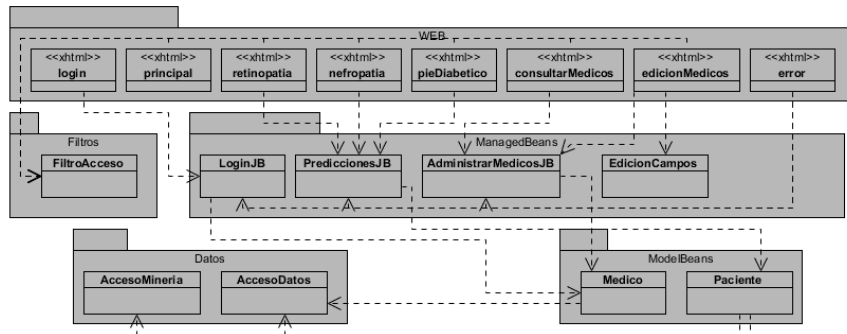 WEB
<<xhtml>> <<xhtml>> <<xhtml>> <<xhtml>> <<xhtml>> <<xhtml>> <<xhtml>> <<xhtml>>
login principal retinopatia nefropatia pieDiabetico consultarMedicos edicionMedicos error
Filtros ManagedBeans
FiltroAcceso LoginJB PrediccionesJB AdministrarMedicosJB EdicionCampos
Datos ModelBeans
AccesoMineria AccesoDatos Medico Paciente